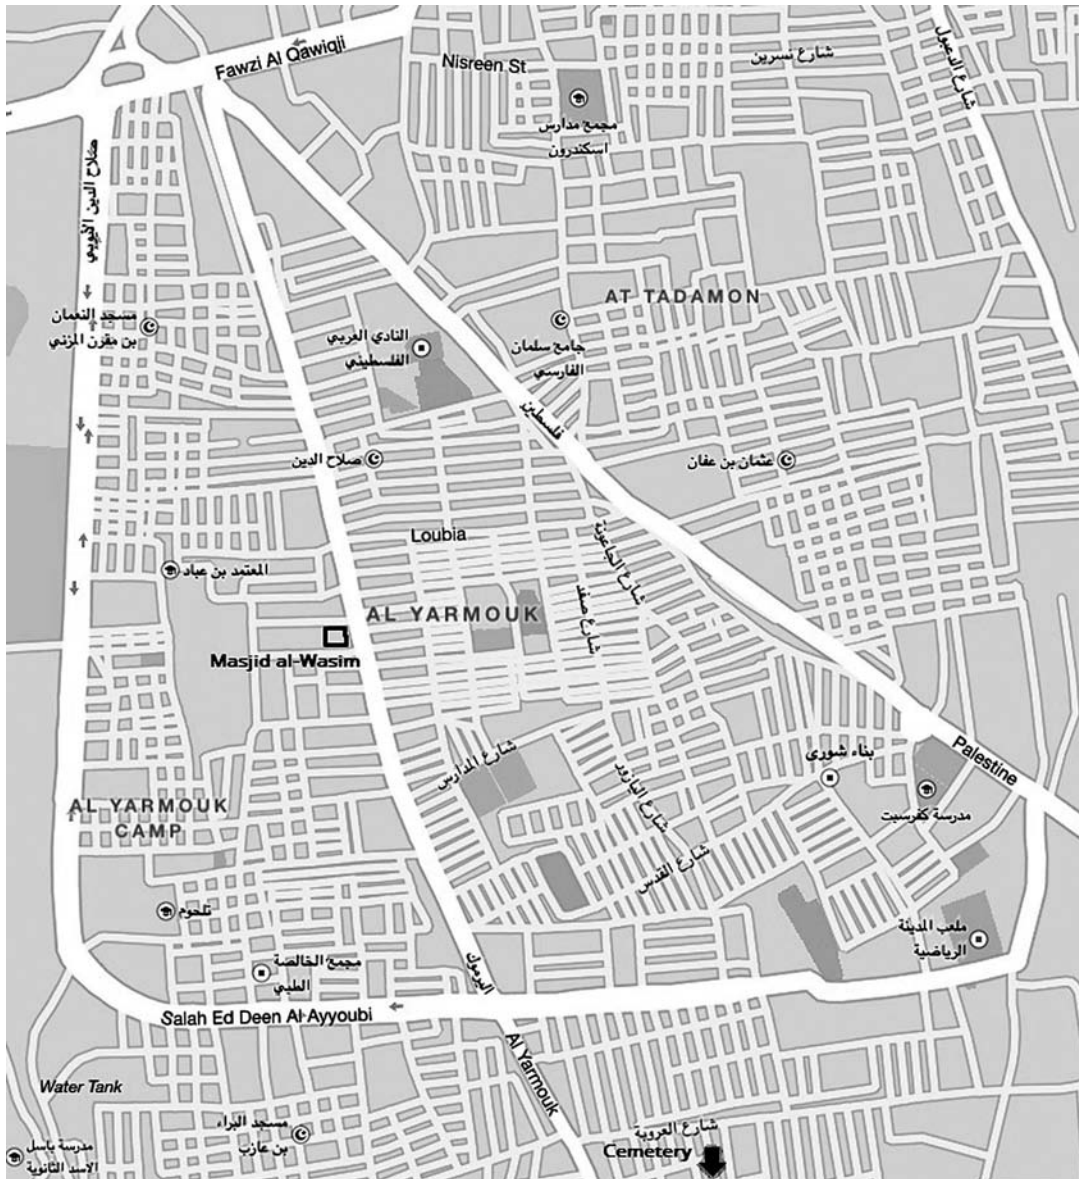 Fawzi Al Qawiqji
Nisreen St
شارع نسرين
شارع الدعبول
مجمع مدارس
اسكندرون
صلاح الدين الأيوبي
AT TADAMON
مسجد النعمان
بن مقرن المزني
النادي العربي
الفلسطيني
جامع سلمان
الفارسي
فلسطين
صلاح الدين
عثمان بن عفان
Loubia
شارع الجاعونة
المعتمد بن عباد
شارع صفد
AL YARMOUK
Masjid al-Wasim
شارع المدارس
بناء شورى
Palestine
شارع اليازور
AL YARMOUK
CAMP
مدرسة كفرسبت
شارع القدس
تلحوم
ملعب المدينة
الرياضية
مجمع الخالصة
الطبي
اليرموك
Salah Ed Deen Al Ayyoubi
Al Yarmouk
Water Tank
مسجد البراء
بن عازب
شارع العروبة
Cemetery
مدرسة باسل
الاسد الثانوية